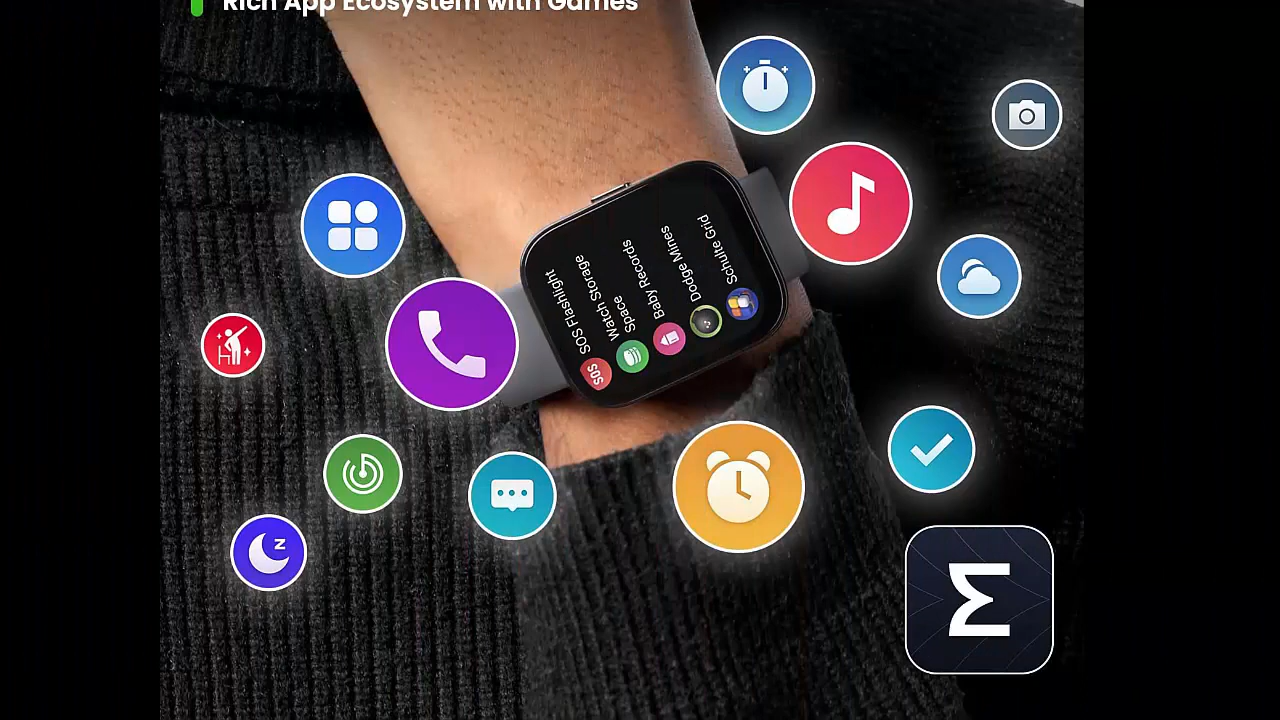 Rich App Ecosystem with Games
SOS Flashlight
Watch Storage
Space
Baby Records
Dodge Mines
Schulte Grid
SOS
z